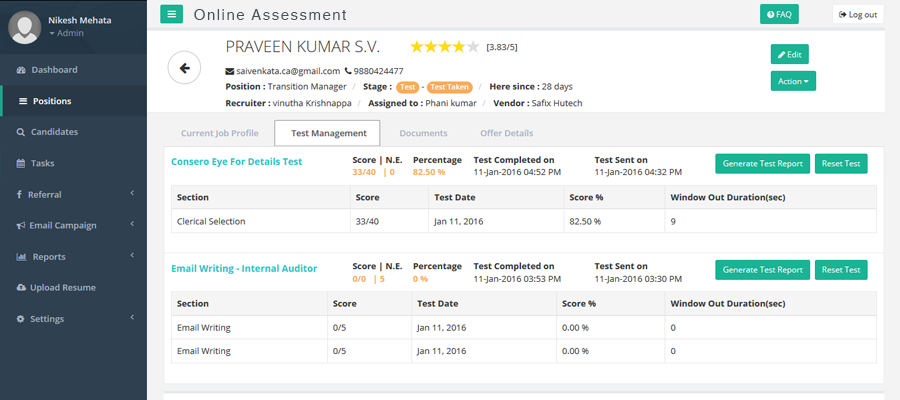 Nikesh Mehata
Admin
Dashboard
Positions
Candidates
Tasks
Referral
Email Campaign
Reports
Upload Resume
Settings
Online Assessment
FAQ
Log out
PRAVEEN KUMAR S.V. [3.83/5]
Edit
saivenkata.ca@gmail.com 9880424477
Action
Position : Transition Manager / Stage : Test - Test Taken / Here since : 28 days
Recruiter : vinutha Krishnappa / Assigned to : Phani kumar / Vendor : Safix Hutech
Current Job Profile Test Management Documents Offer Details
Consero Eye For Details Test Score | N.E. Percentage Test Completed on Test Sent on Generate Test Report Reset Test
33/40 | 0 82.50 % 11-Jan-2016 04:52 PM 11-Jan-2016 04:32 PM
Section Score Test Date Score % Window Out Duration(sec)
Clerical Selection 33/40 Jan 11, 2016 82.50 % 9
Email Writing - Internal Auditor Score | N.E. Percentage Test Completed on Test Sent on Generate Test Report Reset Test
0/0 | 5 0 % 11-Jan-2016 03:53 PM 11-Jan-2016 03:30 PM
Section Score Test Date Score % Window Out Duration(sec)
Email Writing 0/5 Jan 11, 2016 0.00 % 0
Email Writing 0/5 Jan 11, 2016 0.00 % 0